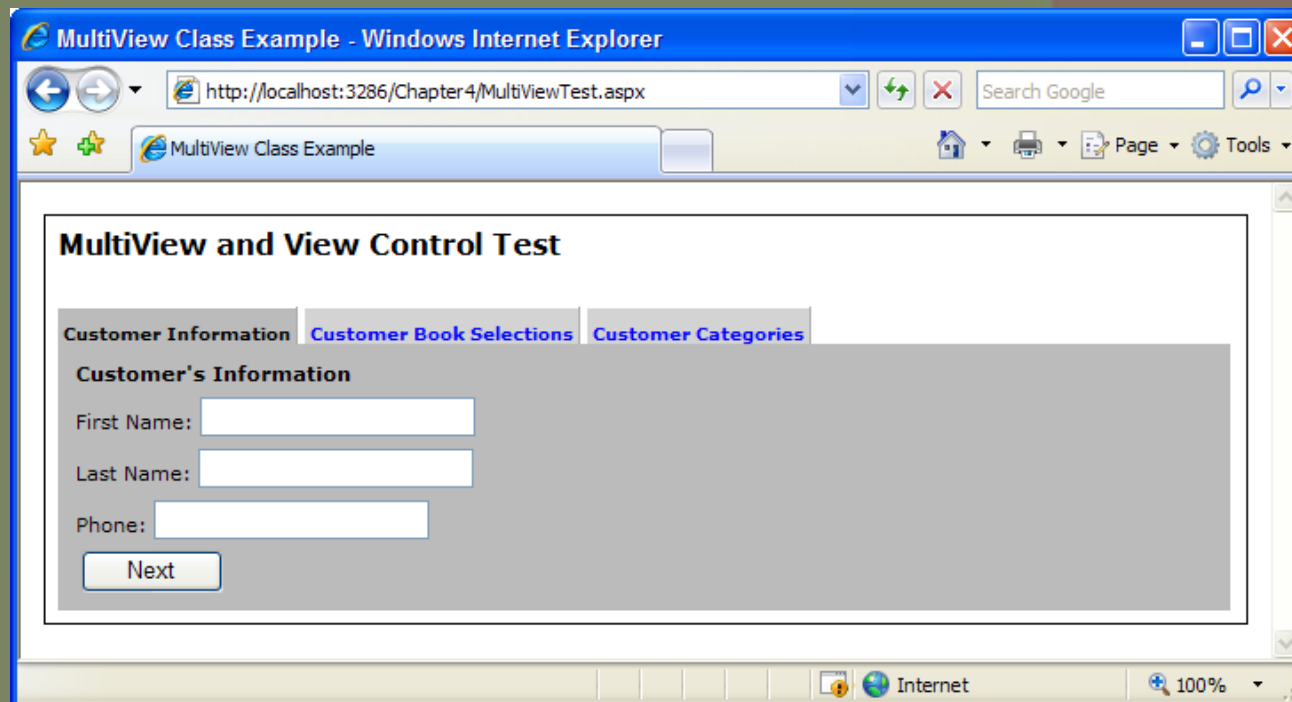 MultiView Class Example - Windows Internet Explorer
http://localhost:3286/Chapter4/MultiViewTest.aspx
Search Google
MultiView Class Example
Page
Tools
MultiView and View Control Test
Customer Information Customer Book Selections Customer Categories
Customer's Information
First Name:
Last Name:
Phone:
Next
Internet
100%